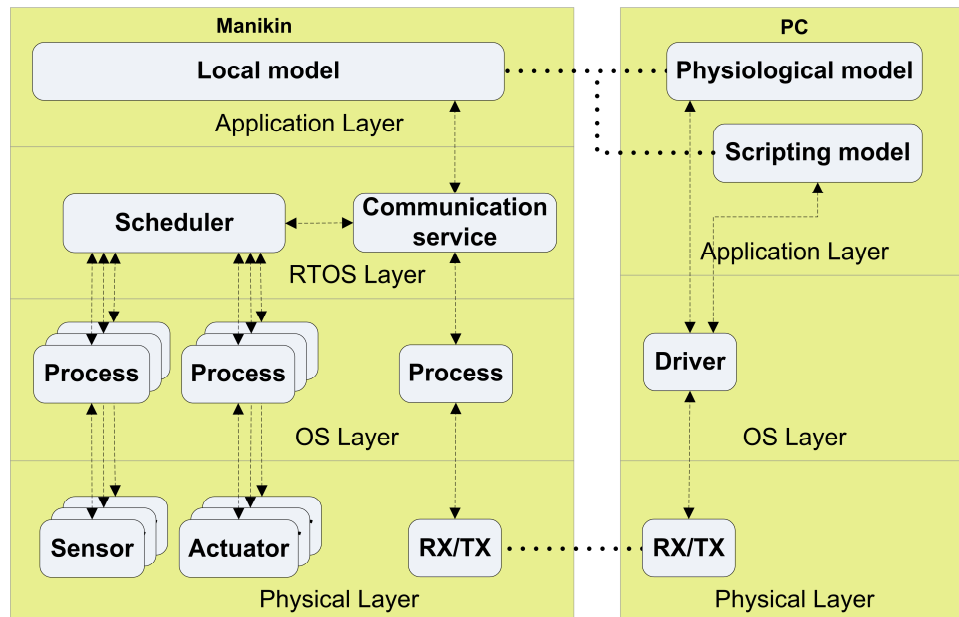 Manikin
Local model
Application Layer
Scheduler
Communication
service
RTOS Layer
Process
Process
Process
OS Layer
Sensor
Actuator
RX/TX
Physical Layer
PC
Physiological model
Scripting model
Application Layer
Driver
OS Layer
RX/TX
Physical Layer